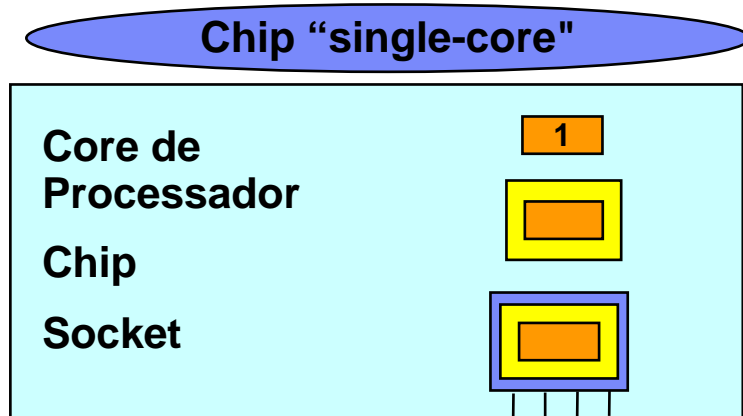 Chip “single-core"
Core de
Processador
1
Chip
Socket